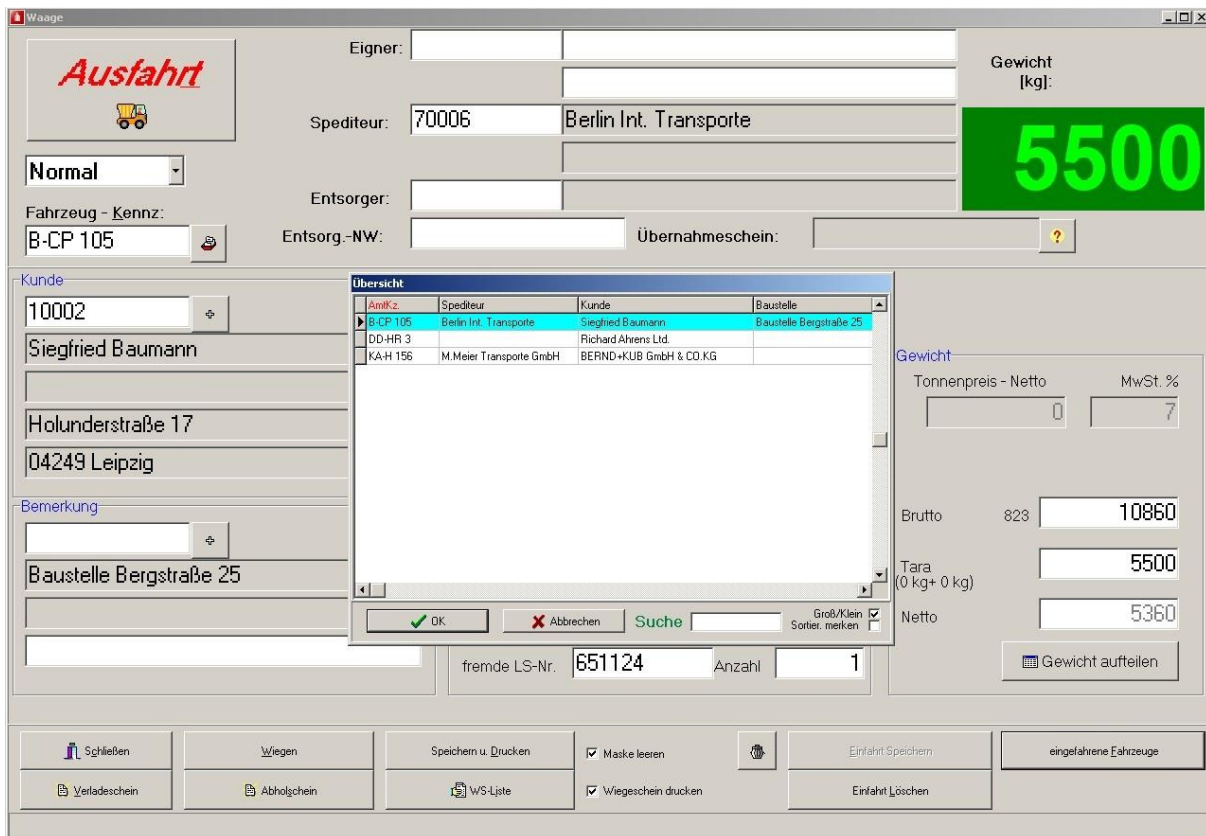 Waage
Ausfahrt
Eigner:
Gewicht
[kg]:
5500
Spediteur: 70006 Berlin Int. Transporte
Normal
Entsorger:
Fahrzeug - Kennz:
B-CP 105
Entsorg.-NW:
Übernahmeschein:
?
Kunde
10002
Siegfried Baumann
Holunderstraße 17
04249 Leipzig
Bemerkung
Baustelle Bergstraße 25
Übersicht
AmtKz. Spediteur Kunde Baustelle
B-CP 105 Berlin Int. Transporte Siegfried Baumann Baustelle Bergstraße 25
DD-HR 3 Richard Ahrens Ltd.
KA-H 156 M.Meier Transporte GmbH BERND+KUB GmbH & CO.KG
OK Abbrechen Suche Groß/Klein
Sortier. merken
fremde LS-Nr. 651124 Anzahl 1
Gewicht
Tonnenpreis - Netto MwSt. %
0 7
Brutto 823 10860
Tara 5500
(0 kg+ 0 kg)
Netto 5360
Gewicht aufteilen
Schließen Wiegen Speichern u. Drucken Maske leeren Einfahrt Speichern eingefahrene Fahrzeuge
Verladeschein Abholschein WS-Liste Wiegeschein drucken Einfahrt Löschen